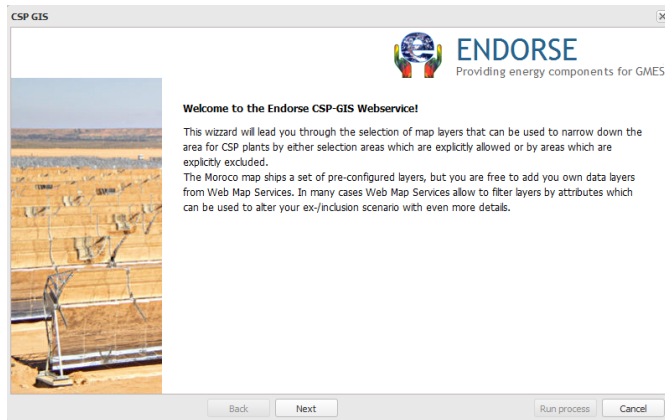 CSP GIS
ENDORSE
Providing energy components for GMES
Welcome to the Endorse CSP-GIS Webservice!
This wizzard will lead you through the selection of map layers that can be used to narrow down the
area for CSP plants by either selection areas which are explicitly allowed or by areas which are
explicitly excluded.
The Moroco map ships a set of pre-configured layers, but you are free to add you own data layers
from Web Map Services. In many cases Web Map Services allow to filter layers by attributes which
can be used to alter your ex-/inclusion scenario with even more details.
Back
Next
Run process
Cancel